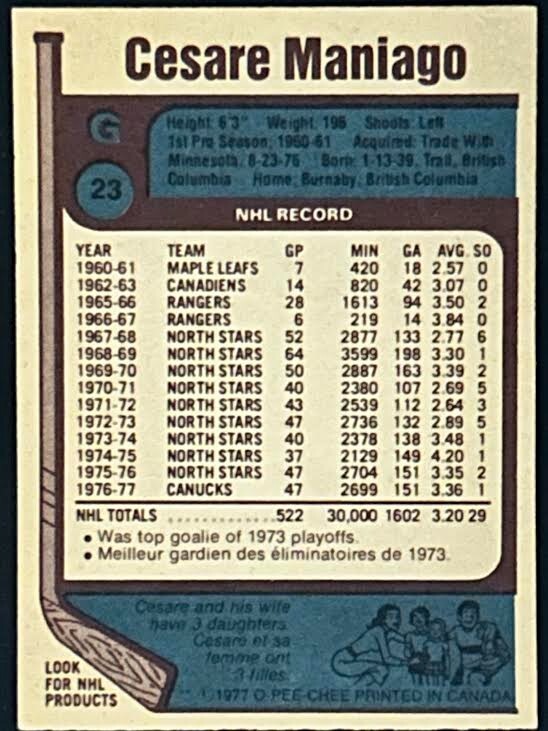 Cesare Maniago
G
23
Height: 6'3" Weight: 195 Shoots: Left
1st Pro Season: 1960-61 Acquired: Trade With
Minnesota, 8-23-76 Born: 1-13-39, Trail, British
Columbia Home: Burnaby, British Columbia
NHL RECORD
YEAR TEAM GP MIN GA AVG. SO
1960-61 MAPLE LEAFS 7 420 18 2.57 0
1962-63 CANADIENS 14 820 42 3.07 0
1965-66 RANGERS 28 1613 94 3.50 2
1966-67 RANGERS 6 219 14 3.84 0
1967-68 NORTH STARS 52 2877 133 2.77 6
1968-69 NORTH STARS 64 3599 198 3.30 1
1969-70 NORTH STARS 50 2887 163 3.39 2
1970-71 NORTH STARS 40 2380 107 2.69 5
1971-72 NORTH STARS 43 2539 112 2.64 3
1972-73 NORTH STARS 47 2736 132 2.89 5
1973-74 NORTH STARS 40 2378 138 3.48 1
1974-75 NORTH STARS 37 2129 149 4.20 1
1975-76 NORTH STARS 47 2704 151 3.35 2
1976-77 CANUCKS 47 2699 151 3.36 1
NHL TOTALS ............ 522 30,000 1602 3.20 29
• Was top goalie of 1973 playoffs.
• Meilleur gardien des éliminatoires de 1973.
Cesare and his wife
have 3 daughters.
Cesare et sa
femme ont
3 filles.
LOOK
FOR NHL
PRODUCTS
** © 1977 O-PEE-CHEE PRINTED IN CANADA